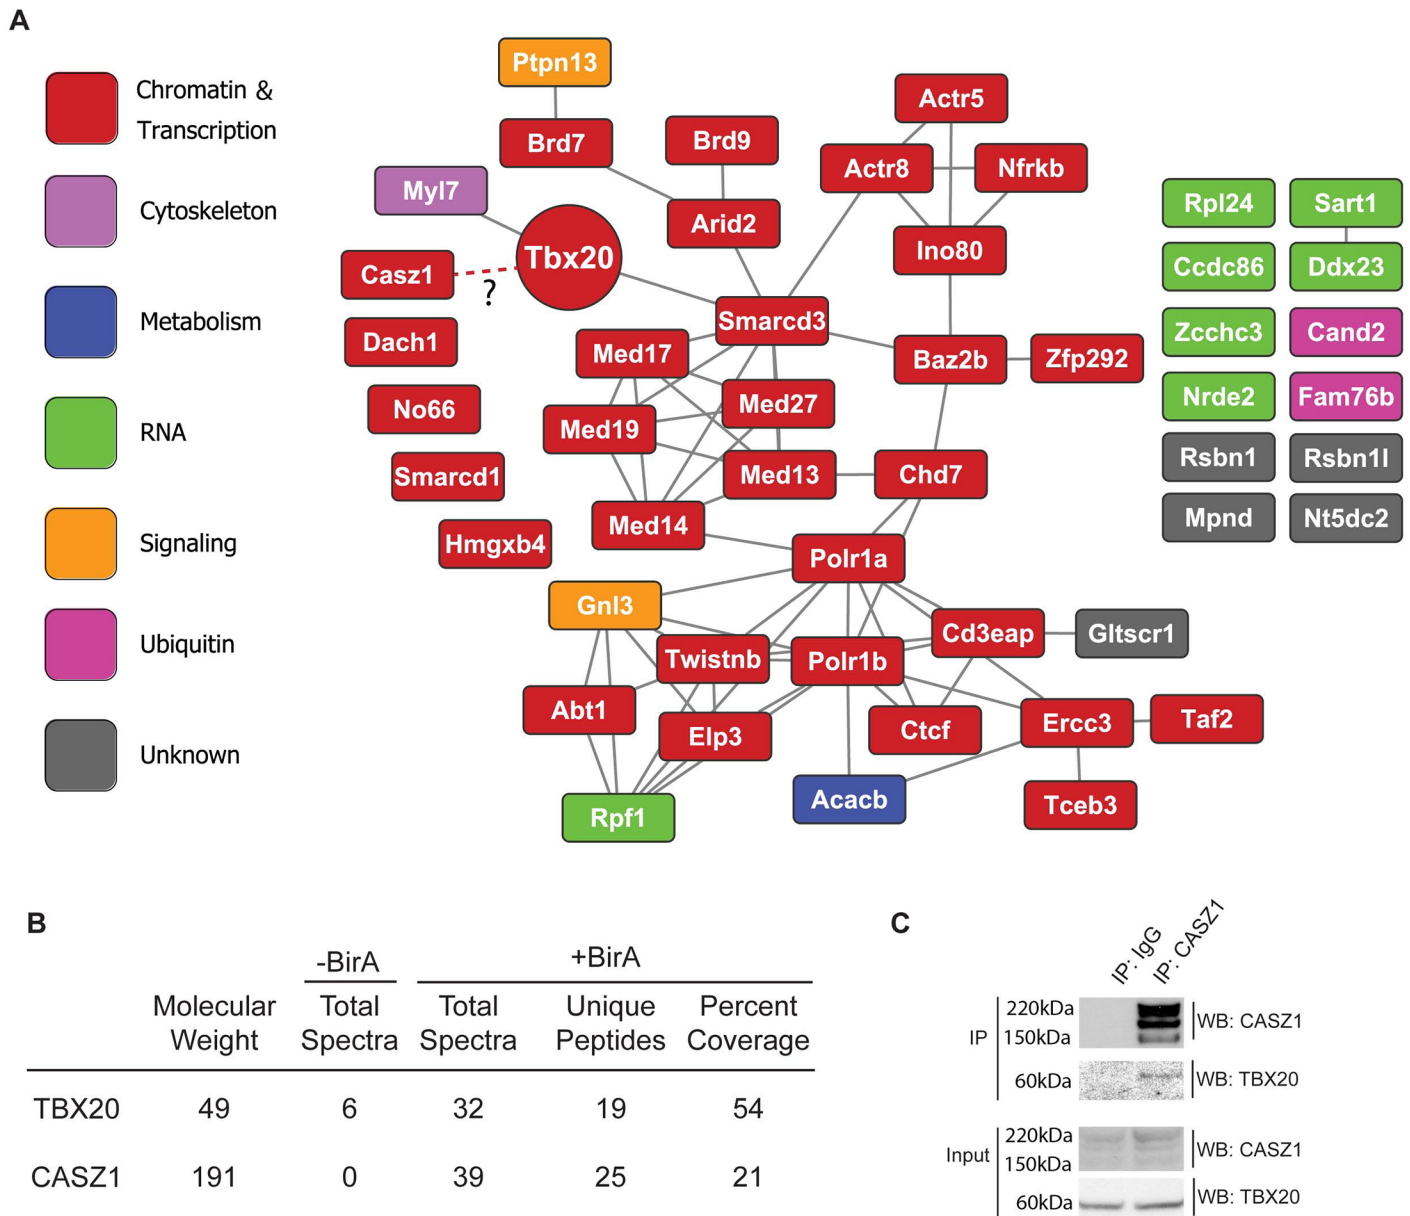 A
Chromatin &
Transcription
Cytoskeleton
Metabolism
RNA
Signaling
Ubiquitin
Unknown
Ptpn13
Brd7
Brd9
Myl7
Arid2
Tbx20
Casz1
?
Dach1
No66
Smarcd1
Hmgxb4
Actr5
Actr8
Nfrkb
Ino80
Smarcd3
Baz2b
Zfp292
Med17
Med27
Med19
Med13
Chd7
Med14
Polr1a
Gnl3
Twistnb
Polr1b
Cd3eap
Gltscr1
Abt1
Elp3
Ctcf
Ercc3
Taf2
Rpf1
Acacb
Tceb3
Rpl24 Sart1
Ccdc86 Ddx23
Zcchc3 Cand2
Nrde2 Fam76b
Rsbn1 Rsbn1l
Mpnd Nt5dc2
B
-BirA +BirA
Molecular Total Total Unique Percent
Weight Spectra Spectra Peptides Coverage
TBX20 49 6 32 19 54
CASZ1 191 0 39 25 21
C
IP: IgG
IP: CASZ1
IP
220kDa
150kDa
WB: CASZ1
60kDa
WB: TBX20
Input
220kDa
150kDa
WB: CASZ1
60kDa
WB: TBX20